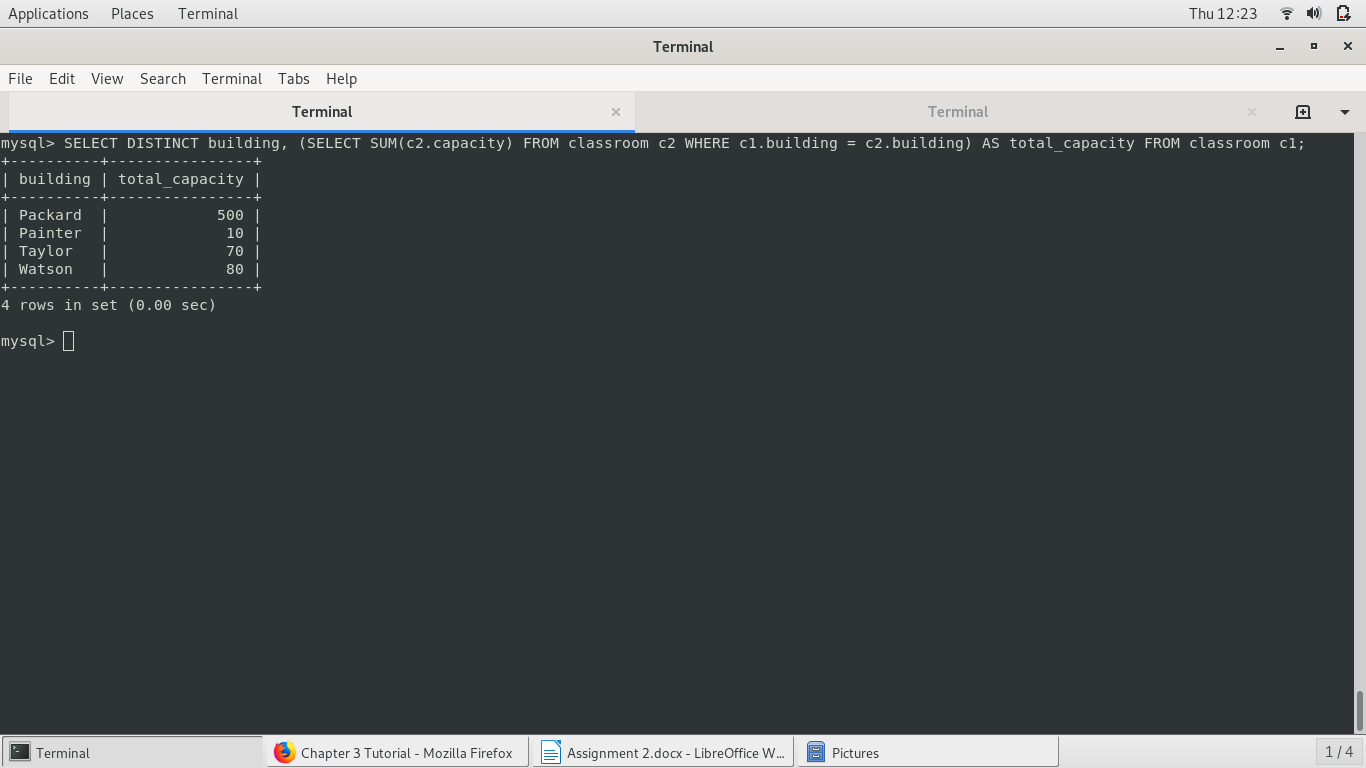 Applications Places Terminal Thu 12:23
Terminal
File Edit View Search Terminal Tabs Help
Terminal Terminal
mysql> SELECT DISTINCT building, (SELECT SUM(c2.capacity) FROM classroom c2 WHERE c1.building = c2.building) AS total_capacity FROM classroom c1;
+----------+----------------+
| building | total_capacity |
+----------+----------------+
| Packard  |            500 |
| Painter  |             10 |
| Taylor   |             70 |
| Watson   |             80 |
+----------+----------------+
4 rows in set (0.00 sec)
mysql>
Terminal Chapter 3 Tutorial - Mozilla Firefox Assignment 2.docx - LibreOffice W... Pictures 1 / 4